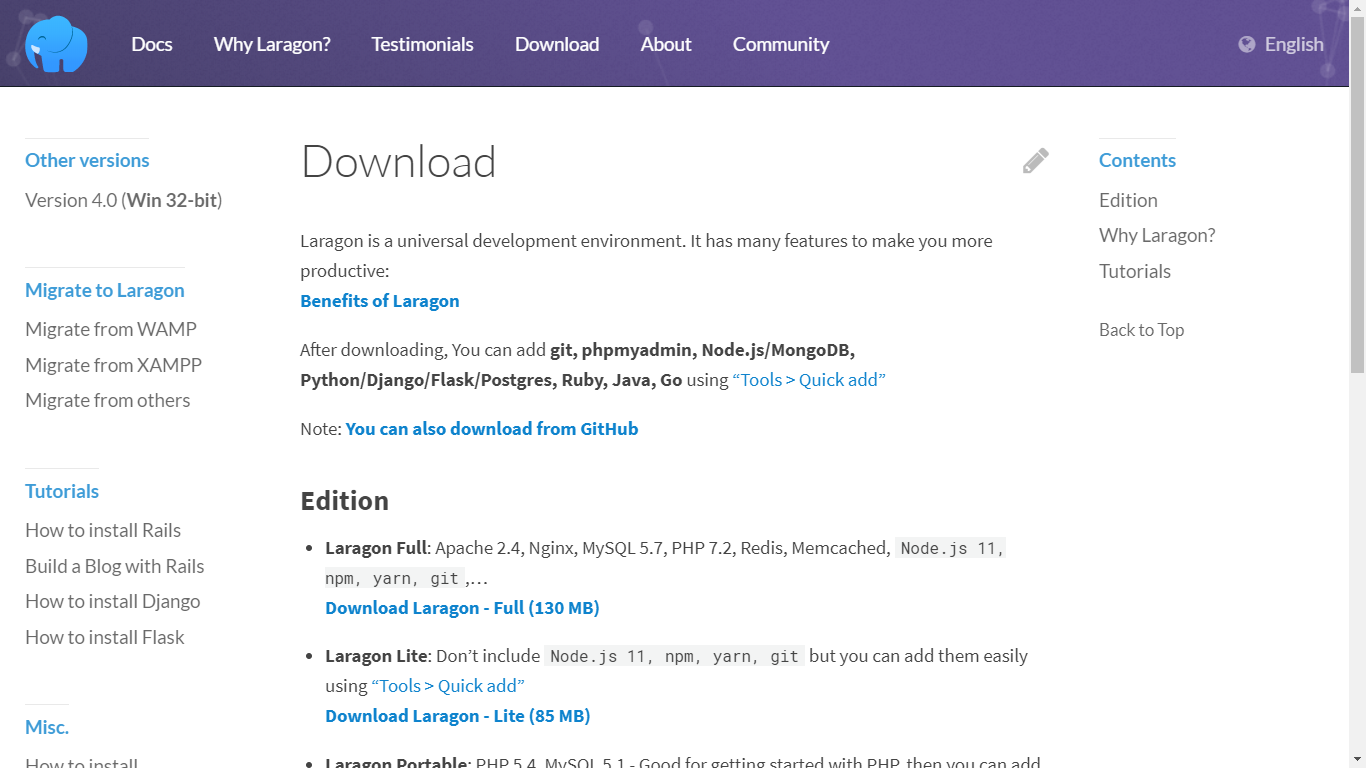 Docs Why Laragon? Testimonials Download About Community English
Other versions
Version 4.0 (Win 32-bit)
Migrate to Laragon
Migrate from WAMP
Migrate from XAMPP
Migrate from others
Tutorials
How to install Rails
Build a Blog with Rails
How to install Django
How to install Flask
Misc.
How to install
Download
Laragon is a universal development environment. It has many features to make you more
productive:
Benefits of Laragon
After downloading, You can add git, phpmyadmin, Node.js/MongoDB,
Python/Django/Flask/Postgres, Ruby, Java, Go using “Tools > Quick add”
Note: You can also download from GitHub
Edition
• Laragon Full: Apache 2.4, Nginx, MySQL 5.7, PHP 7.2, Redis, Memcached, Node.js 11,
npm, yarn, git ,…
Download Laragon - Full (130 MB)
• Laragon Lite: Don’t include Node.js 11, npm, yarn, git but you can add them easily
using “Tools > Quick add”
Download Laragon - Lite (85 MB)
• Laragon Portable: PHP 5.4, MySQL 5.1 - Good for getting started with PHP, then you can add
Contents
Edition
Why Laragon?
Tutorials
Back to Top